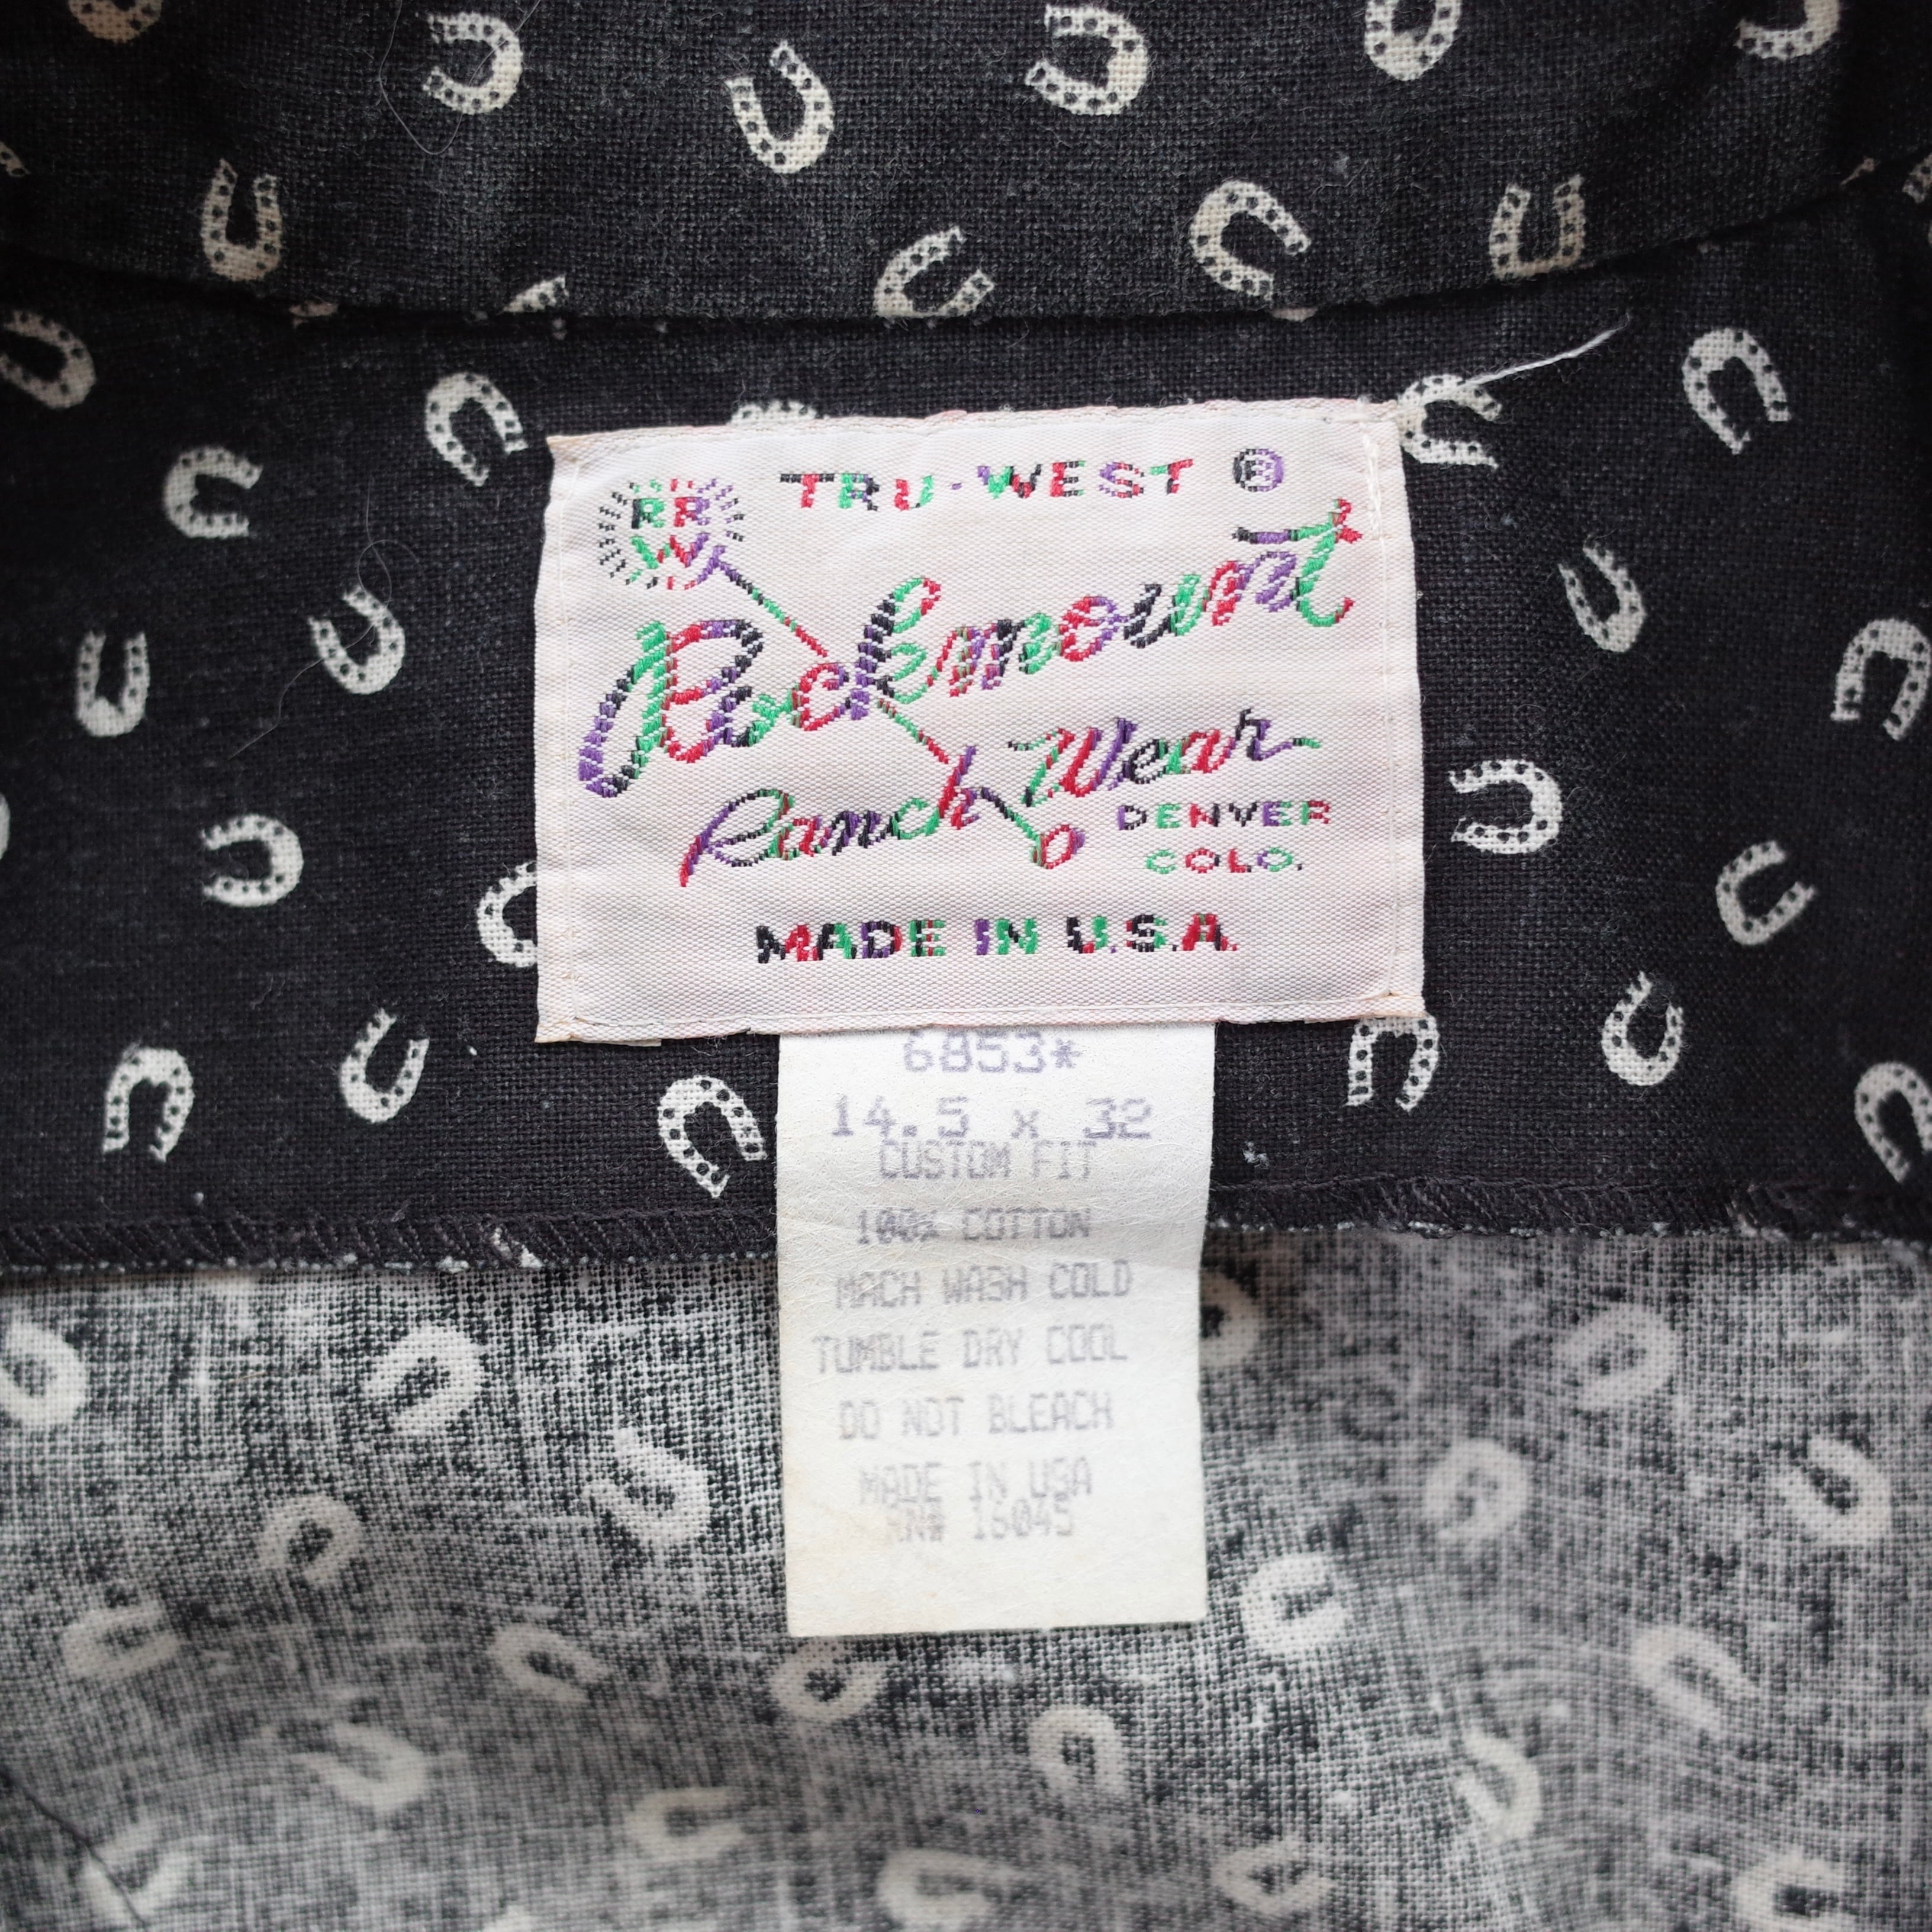 TRU-WEST ®
RR
W
Rockmount
Ranch Wear
DENVER
COLO.
MADE IN U.S.A.
6853*
14.5 x 32
CUSTOM FIT
100% COTTON
MACH WASH COLD
TUMBLE DRY COOL
DO NOT BLEACH
MADE IN USA
RN# 16045